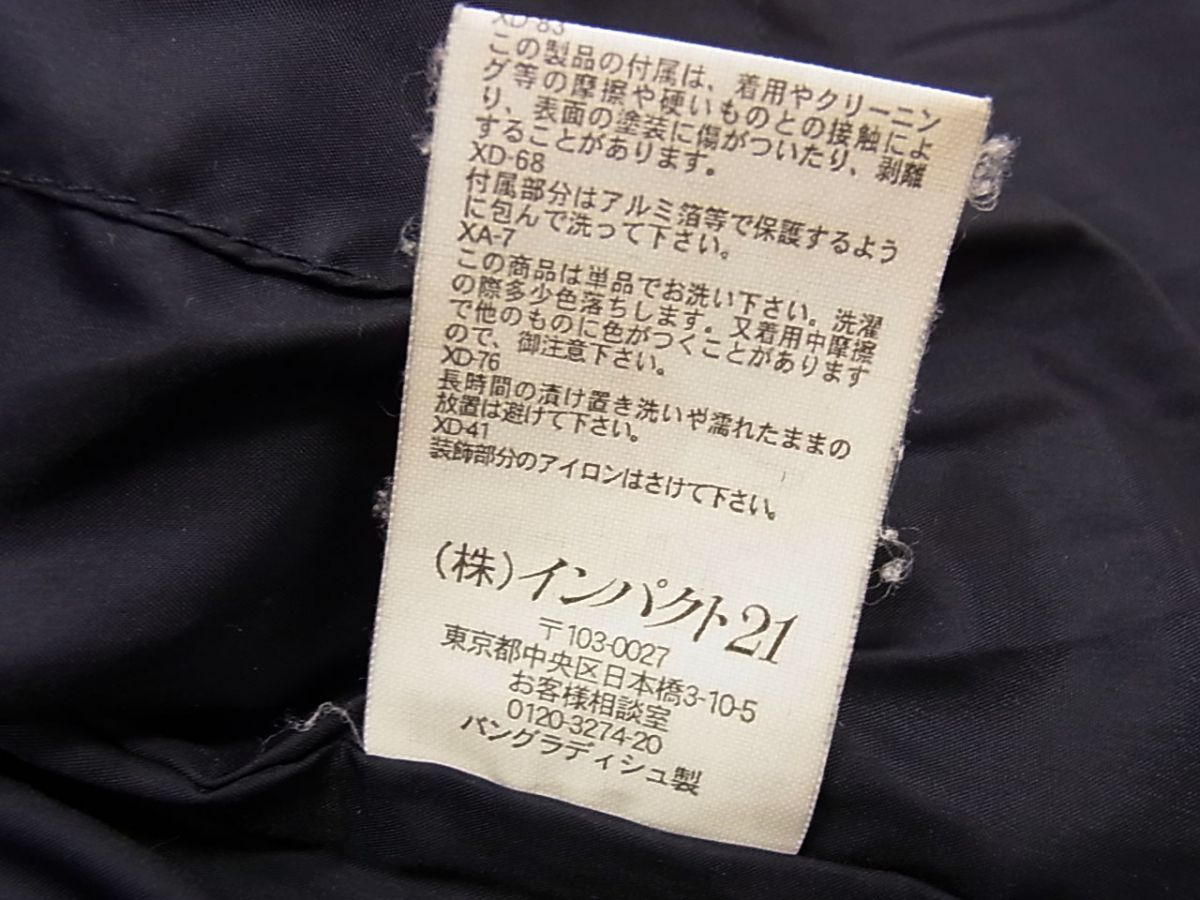 XD-83
この製品の付属は、着用やクリーニン
グ等の摩擦や硬いものとの接触によ
り、表面の塗装に傷がついたり、剥離
することがあります。
XD-68
付属部分はアルミ箔等で保護するよう
に包んで洗って下さい。
XA-7
この商品は単品でお洗い下さい。洗濯
の際多少色落ちします。又着用中摩擦
で他のものに色がつくことがあります
ので、御注意下さい。
XD-76
長時間の漬け置き洗いや濡れたままの
放置は避けて下さい。
XD-41
装飾部分のアイロンはさけて下さい。
(株)インパクト21
〒103-0027
東京都中央区日本橋3-10-5
お客様相談室
0120-3274-20
バングラディシュ製